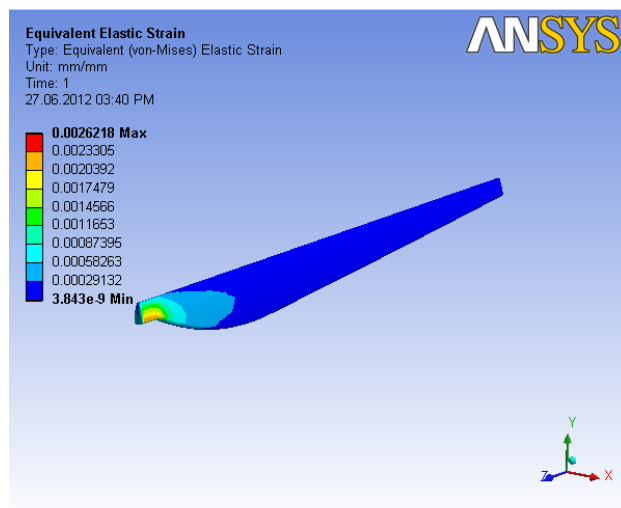 Equivalent Elastic Strain
Type: Equivalent (von-Mises) Elastic Strain
Unit: mm/mm
Time: 1
27.06.2012 03:40 PM
ANSYS
0.0026218 Max
0.0023305
0.0020392
0.0017479
0.0014566
0.0011653
0.00087395
0.00058263
0.00029132
3.843e-9 Min
Y
Z
X